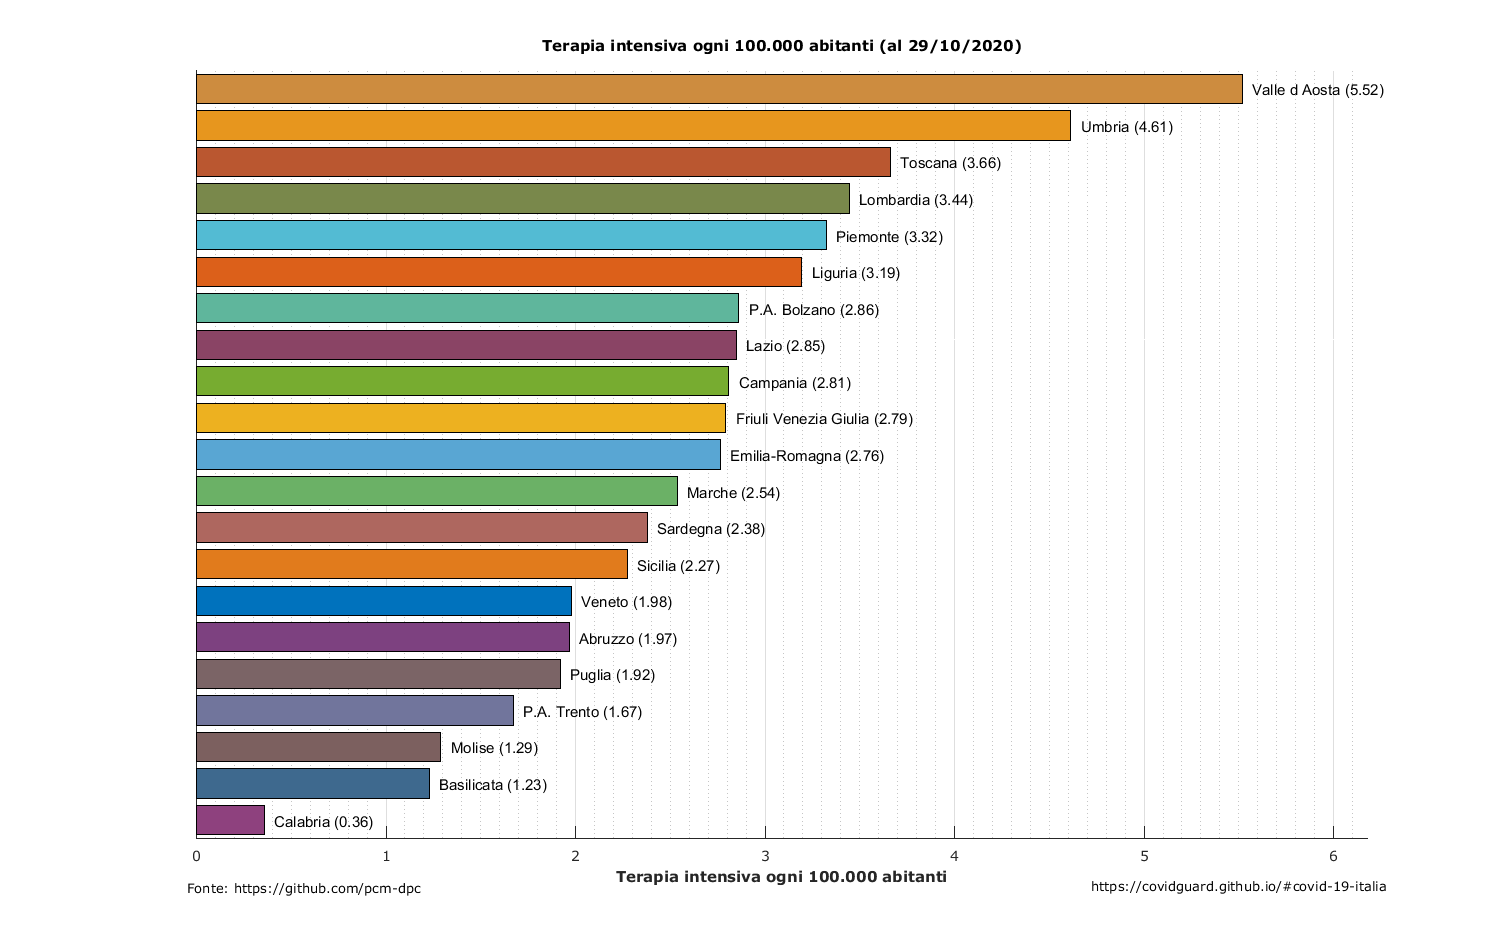 Terapia intensiva ogni 100.000 abitanti (al 29/10/2020)
Valle d Aosta (5.52)
Umbria (4.61)
Toscana (3.66)
Lombardia (3.44)
Piemonte (3.32)
Liguria (3.19)
P.A. Bolzano (2.86)
Lazio (2.85)
Campania (2.81)
Friuli Venezia Giulia (2.79)
Emilia-Romagna (2.76)
Marche (2.54)
Sardegna (2.38)
Sicilia (2.27)
Veneto (1.98)
Abruzzo (1.97)
Puglia (1.92)
P.A. Trento (1.67)
Molise (1.29)
Basilicata (1.23)
Calabria (0.36)
0 1 2 3 4 5 6
Terapia intensiva ogni 100.000 abitanti
Fonte: https://github.com/pcm-dpc
https://covidguard.github.io/#covid-19-italia